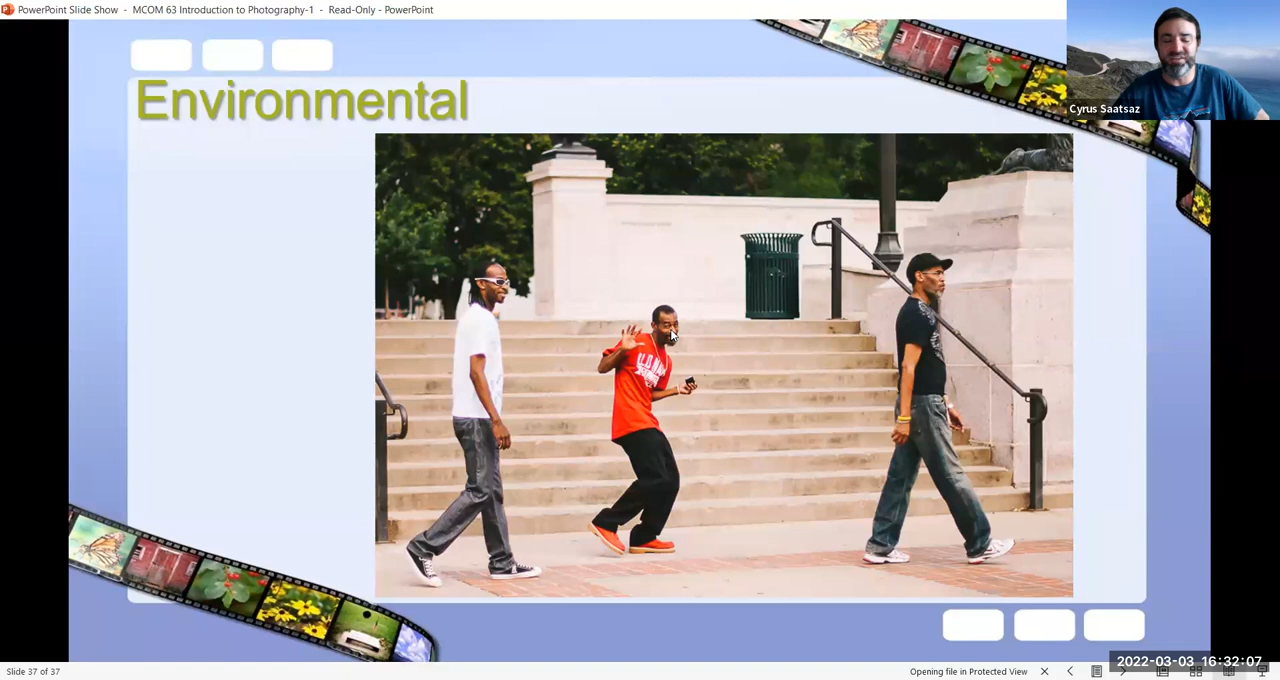 PowerPoint Slide Show - MCOM 63 Introduction to Photography-1 - Read-Only - PowerPoint
Cyrus Saatsaz
Environmental
Slide 37 of 37
Opening file in Protected View
2022-03-03 16:32:07